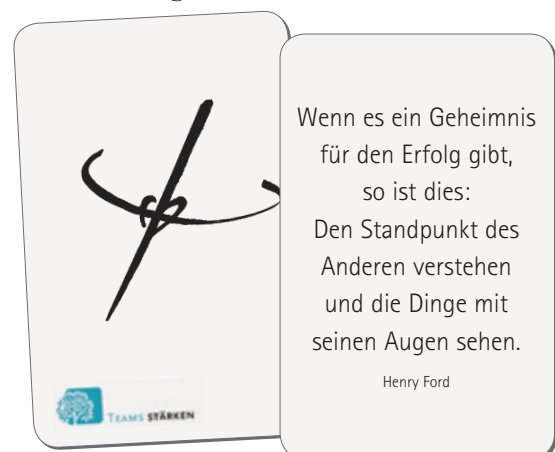 Wenn es ein Geheimnis
für den Erfolg gibt,
so ist dies:
Den Standpunkt des
Anderen verstehen
und die Dinge mit
seinen Augen sehen.
Henry Ford
TEAMS STÄRKEN